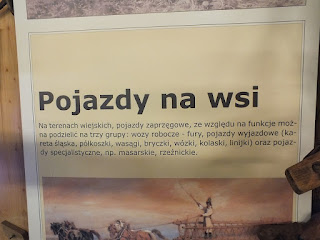 Pojazdy na wsi
Na terenach wiejskich, pojazdy zaprzęgowe, ze względu na funkcje moż-
na podzielić na trzy grupy: wozy robocze - fury, pojazdy wyjazdowe (ka-
reta śląska, półkoszki, wasągi, bryczki, wózki, kolaski, linijki) oraz pojaz-
dy specjalistyczne, np. masarskie, rzeźnickie.